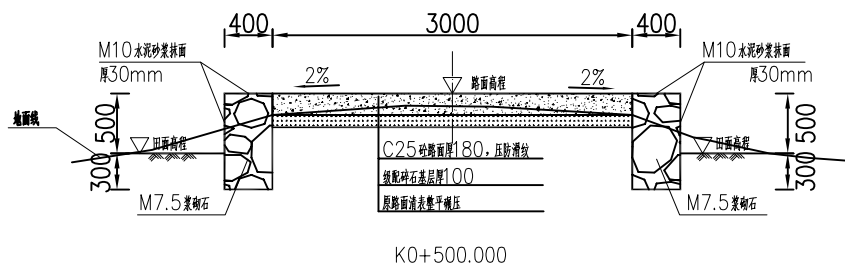 400
3000
400
M10水泥砂浆抹面
厚30mm
2%
路面高程
2%
M10水泥砂浆抹面
厚30mm
地面线
500
田面高程
300
田面高程
500
300
C25砼路面厚180，压防滑纹
级配碎石基层厚100
原路面清表整平碾压
M7.5浆砌石
M7.5浆砌石
K0+500.000